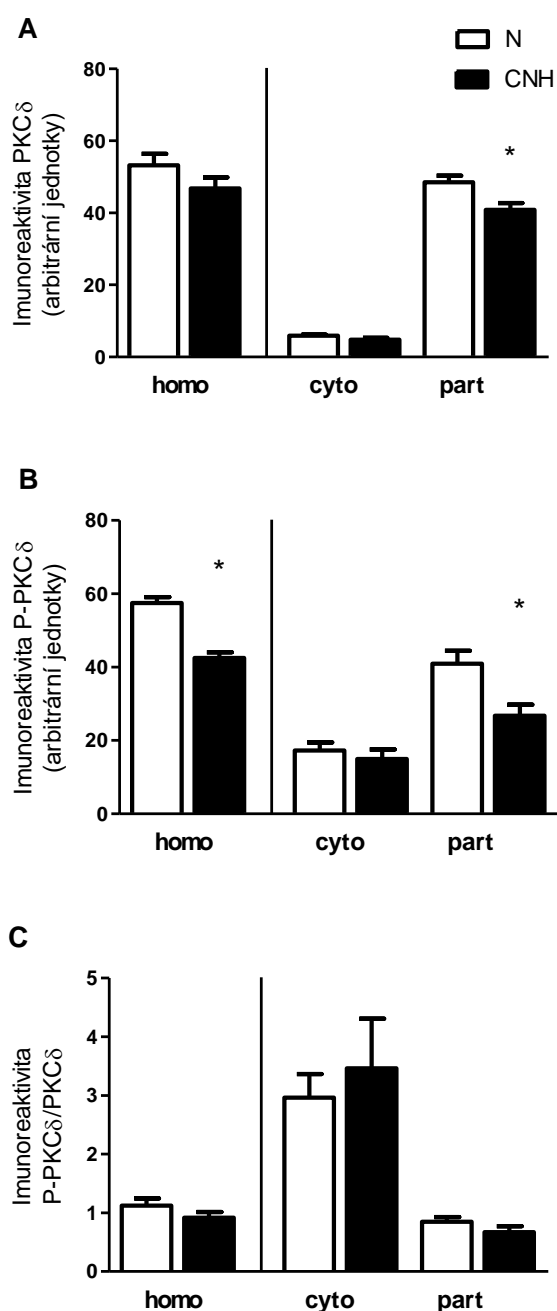 A
N
CNH
Imunoreaktivita PKCδ
(arbitrární jednotky)
80
60
40
20
0
*
homo cyto part
B
Imunoreaktivita P-PKCδ
(arbitrární jednotky)
80
60
40
20
0
*
*
homo cyto part
C
Imunoreaktivita
P-PKCδ/PKCδ
5
4
3
2
1
0
homo cyto part